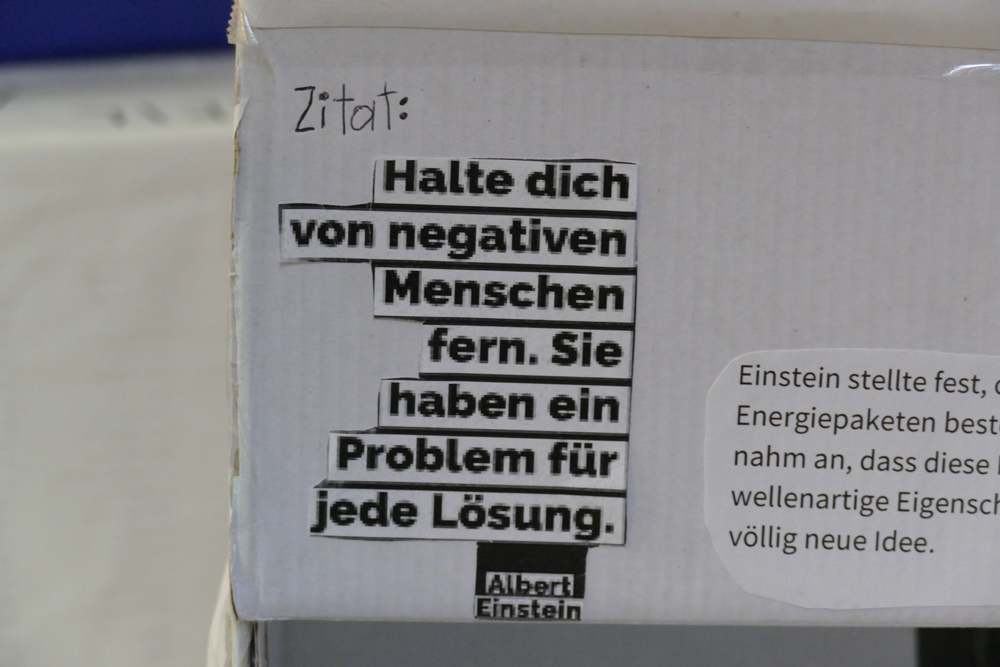 Zitat:
Halte dich
von negativen
Menschen
fern. Sie
haben ein
Problem für
jede Lösung.
Albert
Einstein
Einstein stellte fest,
Energiepaketen
nahm an, dass diese
wellenartige
völlig neue Idee.